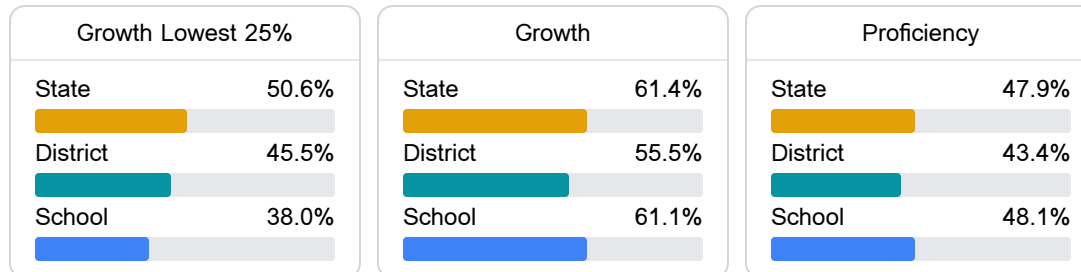 Growth Lowest 25%
State 50.6%
District 45.5%
School 38.0%
Growth
State 61.4%
District 55.5%
School 61.1%
Proficiency
State 47.9%
District 43.4%
School 48.1%